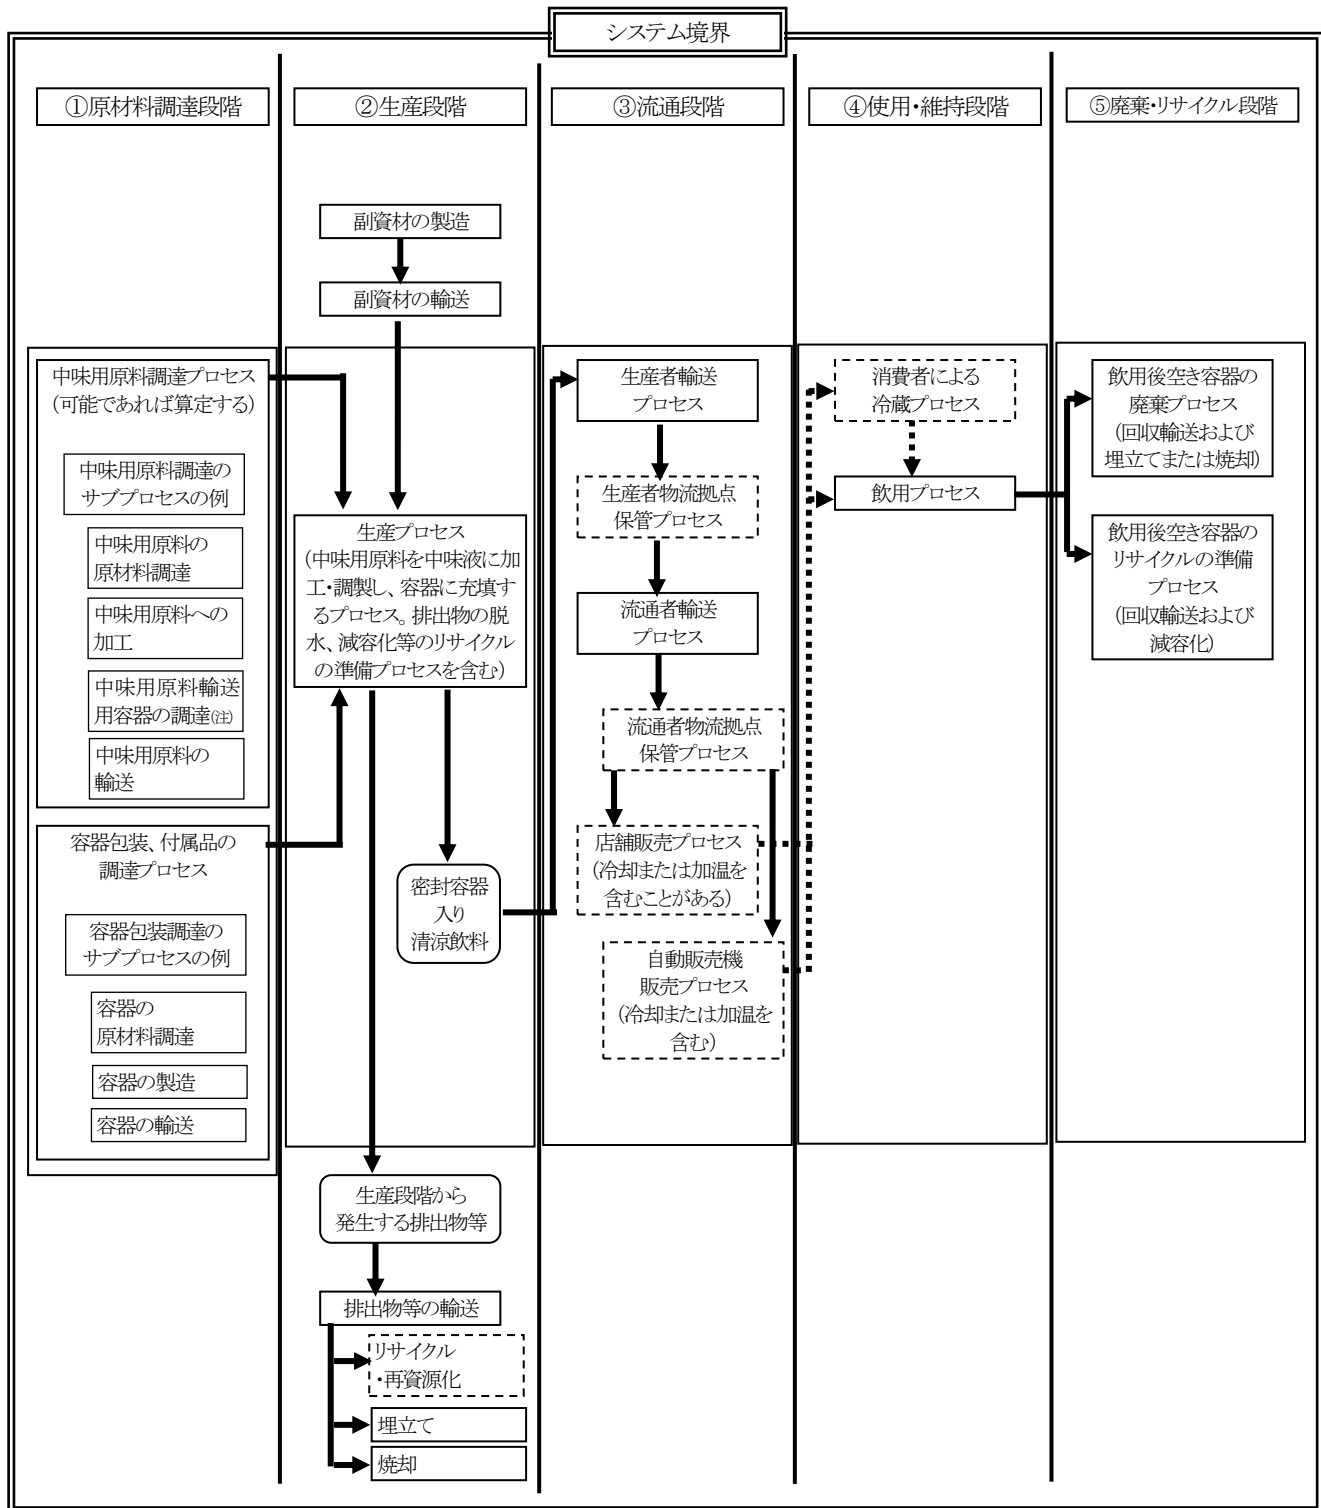 システム境界
①原材料調達段階
②生産段階
③流通段階
④使用・維持段階
⑤廃棄・リサイクル段階
副資材の製造
副資材の輸送
中味用原料調達プロセス
(可能であれば算定する)
中味用原料調達の
サブプロセスの例
中味用原料の
原材料調達
中味用原料への
加工
中味用原料輸送
用容器の調達(注)
中味用原料の
輸送
容器包装、付属品の
調達プロセス
容器包装調達の
サブプロセスの例
容器の
原材料調達
容器の製造
容器の輸送
生産プロセス
(中味用原料を中味液に加
工・調製し、容器に充填す
るプロセス。排出物の脱
水、減容化等のリサイクル
の準備プロセスを含む)
密封容器
入り
清涼飲料
生産段階から
発生する排出物等
排出物等の輸送
リサイクル
・再資源化
埋立て
焼却
生産者輸送
プロセス
生産者物流拠点
保管プロセス
流通者輸送
プロセス
流通者物流拠点
保管プロセス
店舗販売プロセス
(冷却または加温を
含むことがある)
自動販売機
販売プロセス
(冷却または加温を
含む)
消費者による
冷蔵プロセス
飲用プロセス
飲用後空き容器の
廃棄プロセス
(回収輸送および
埋立てまたは焼却)
飲用後空き容器の
リサイクルの準備
プロセス
(回収輸送および
減容化)